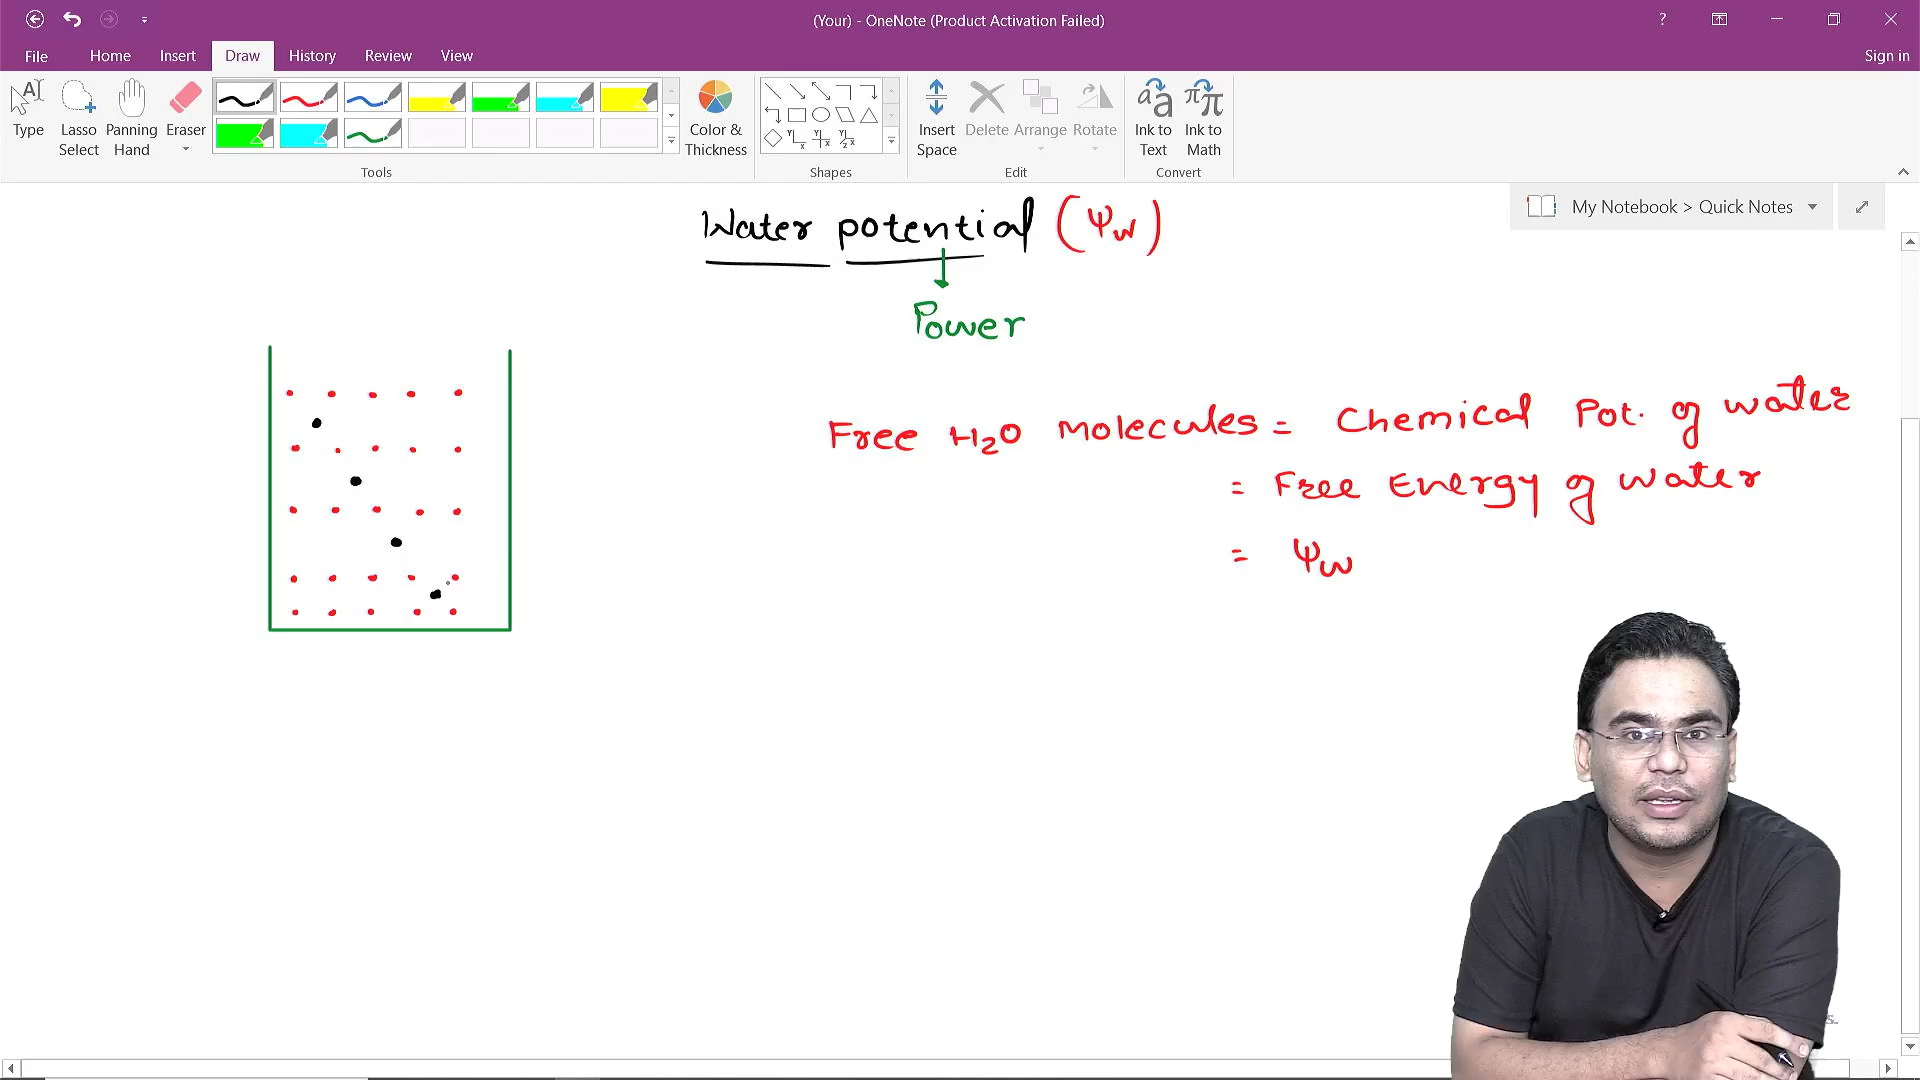 (Your) - OneNote (Product Activation Failed)
?
File Home Insert Draw History Review View
Sign in
Type
Lasso Select
Panning Hand
Eraser
Color & Thickness
Insert Space
Delete
Arrange
Rotate
Ink to Text
Ink to Math
Tools
Shapes
Edit
Convert
My Notebook > Quick Notes
Water potential (Ψw)
Power
Free H2O Molecules = Chemical Pot. of water
= Free Energy of water
= Ψw